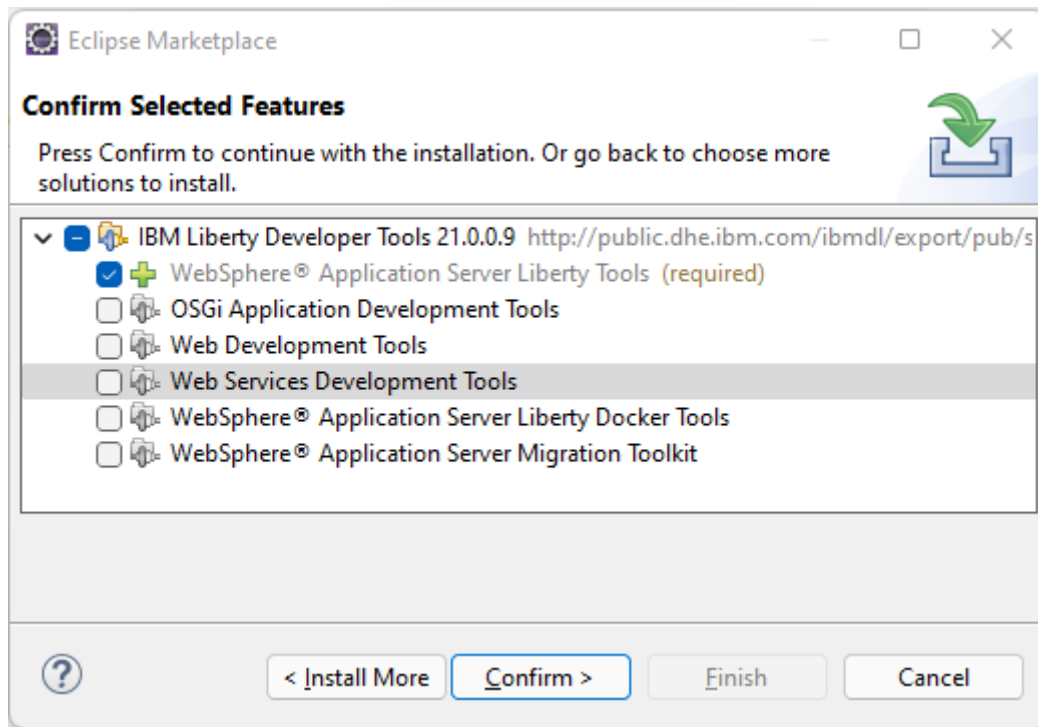 Eclipse Marketplace
Confirm Selected Features
Press Confirm to continue with the installation. Or go back to choose more
solutions to install.
IBM Liberty Developer Tools 21.0.0.9 http://public.dhe.ibm.com/ibmdl/export/pub/s
WebSphere® Application Server Liberty Tools (required)
OSGi Application Development Tools
Web Development Tools
Web Services Development Tools
WebSphere® Application Server Liberty Docker Tools
WebSphere® Application Server Migration Toolkit
? < Install More Confirm > Finish Cancel